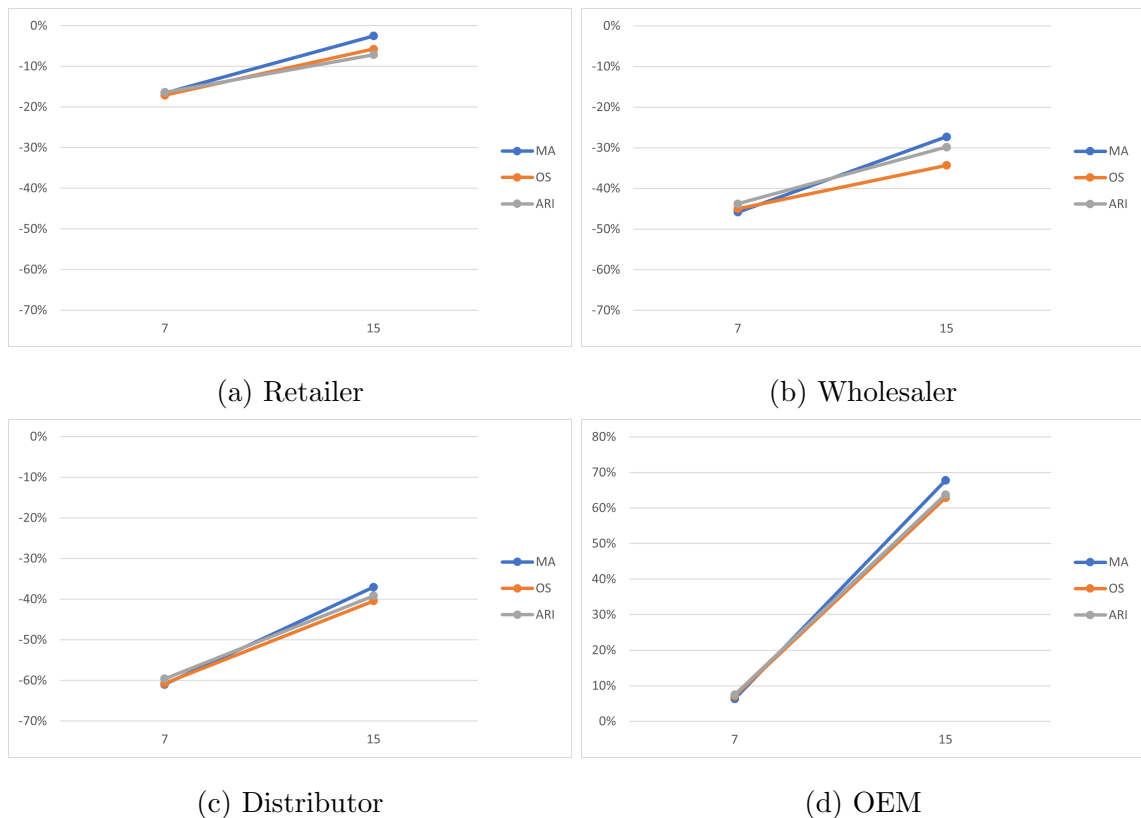 0%
-10%
-20%
-30%
-40%
-50%
-60%
-70%
7 15
MA
OS
ARI
(a) Retailer
0%
-10%
-20%
-30%
-40%
-50%
-60%
-70%
7 15
MA
OS
ARI
(b) Wholesaler
0%
-10%
-20%
-30%
-40%
-50%
-60%
-70%
7 15
MA
OS
ARI
(c) Distributor
80%
70%
60%
50%
40%
30%
20%
10%
0%
7 15
MA
OS
ARI
(d) OEM